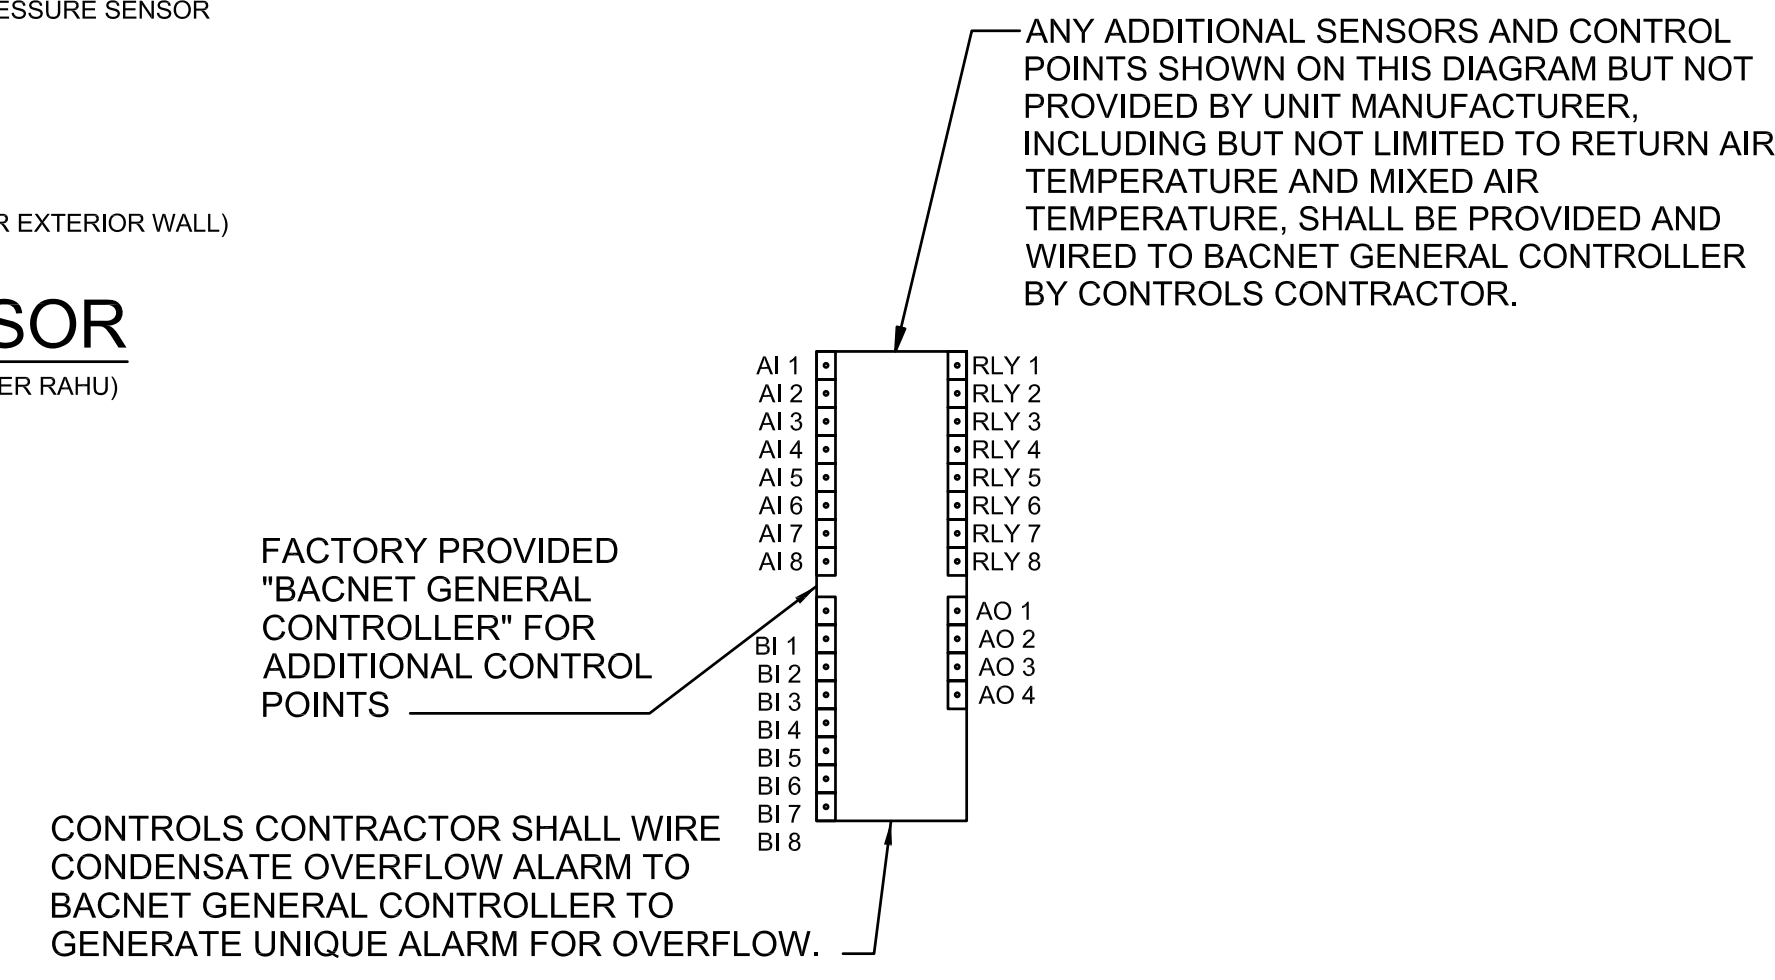 ESSURE SENSOR
R EXTERIOR WALL)
SOR
ER RAHU)
ANY ADDITIONAL SENSORS AND CONTROL
POINTS SHOWN ON THIS DIAGRAM BUT NOT
PROVIDED BY UNIT MANUFACTURER,
INCLUDING BUT NOT LIMITED TO RETURN AIR
TEMPERATURE AND MIXED AIR
TEMPERATURE, SHALL BE PROVIDED AND
WIRED TO BACNET GENERAL CONTROLLER
BY CONTROLS CONTRACTOR.
AI 1
AI 2
AI 3
AI 4
AI 5
AI 6
AI 7
AI 8
RLY 1
RLY 2
RLY 3
RLY 4
RLY 5
RLY 6
RLY 7
RLY 8
FACTORY PROVIDED
"BACNET GENERAL
CONTROLLER" FOR
ADDITIONAL CONTROL
POINTS
BI 1
BI 2
BI 3
BI 4
BI 5
BI 6
BI 7
BI 8
AO 1
AO 2
AO 3
AO 4
CONTROLS CONTRACTOR SHALL WIRE
CONDENSATE OVERFLOW ALARM TO
BACNET GENERAL CONTROLLER TO
GENERATE UNIQUE ALARM FOR OVERFLOW.